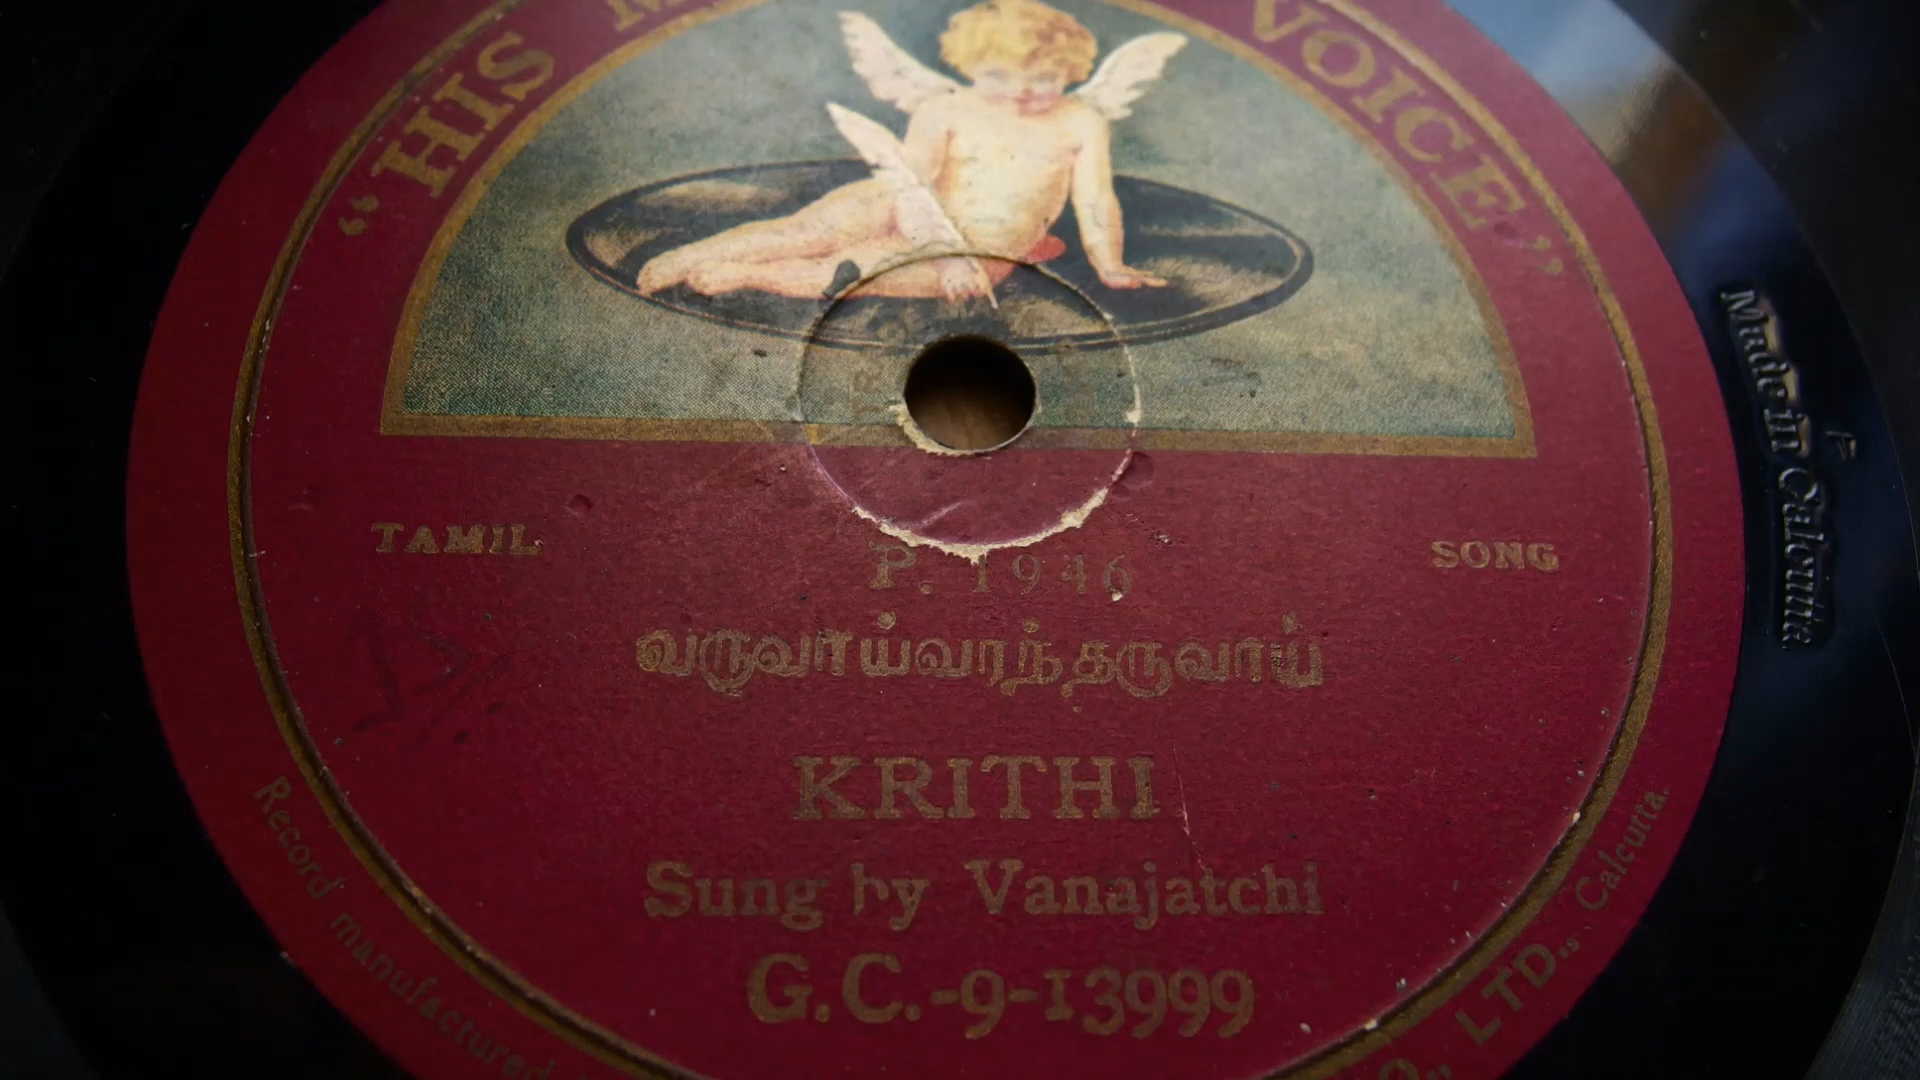 "HIS M VOICE"
TAMIL SONG
P. 1946
வருவாய்வரந்தருவாய்
KRITHI
Sung by Vanajatchi
G.C.-9-13999
Record manufactured
LTD., Calcutta.
Made in Calcutta